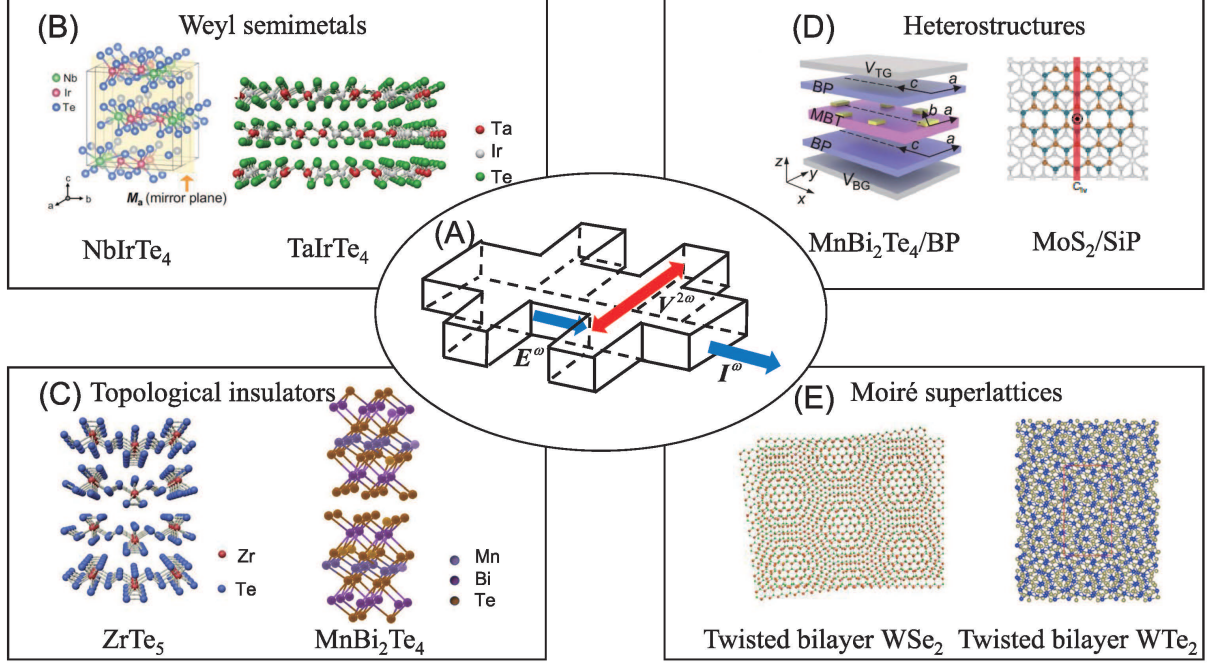 (B) Weyl semimetals
Nb
Ir
Te
c
a
b
Mₐ (mirror plane)
NbIrTe₄
Ta
Ir
Te
TaIrTe₄
(D) Heterostructures
V_TG
BP
c
a
MBT
b
a
BP
c
a
V_BG
z
y
x
MnBi₂Te₄/BP
C₁ᵥ
MoS₂/SiP
(A)
V²ω
Eω
Iω
(C) Topological insulators
Zr
Te
ZrTe₅
Mn
Bi
Te
MnBi₂Te₄
(E) Moiré superlattices
Twisted bilayer WSe₂
Twisted bilayer WTe₂